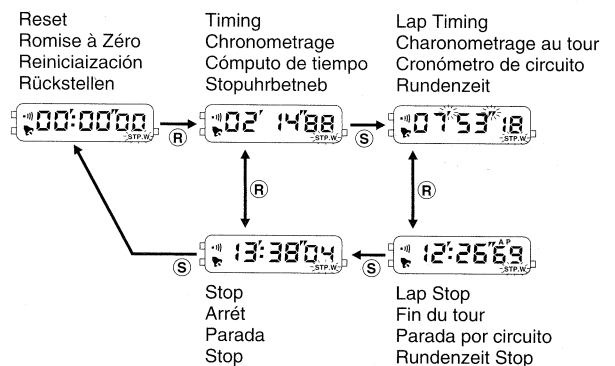 Reset
Romise à Zéro
Reiniciaización
Rückstellen
Timing
Chronometrage
Cómputo de tiempo
Stopuhrbetneb
Lap Timing
Charonometrage au tour
Cronómetro de circuito
Rundenzeit
00:00'00"
STP.W
R
02' 14"88
STP.W
S
07'53"18
STP.W
R
R
13:38"04
STP.W
S
12:26"69
A P
STP.W
S
Stop
Arrét
Parada
Stop
Lap Stop
Fin du tour
Parada por circuito
Rundenzeit Stop